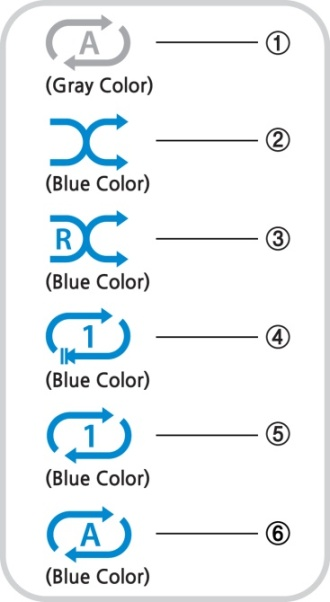 A ①
(Gray Color)
②
(Blue Color)
R ③
(Blue Color)
1 ④
(Blue Color)
1 ⑤
(Blue Color)
A ⑥
(Blue Color)